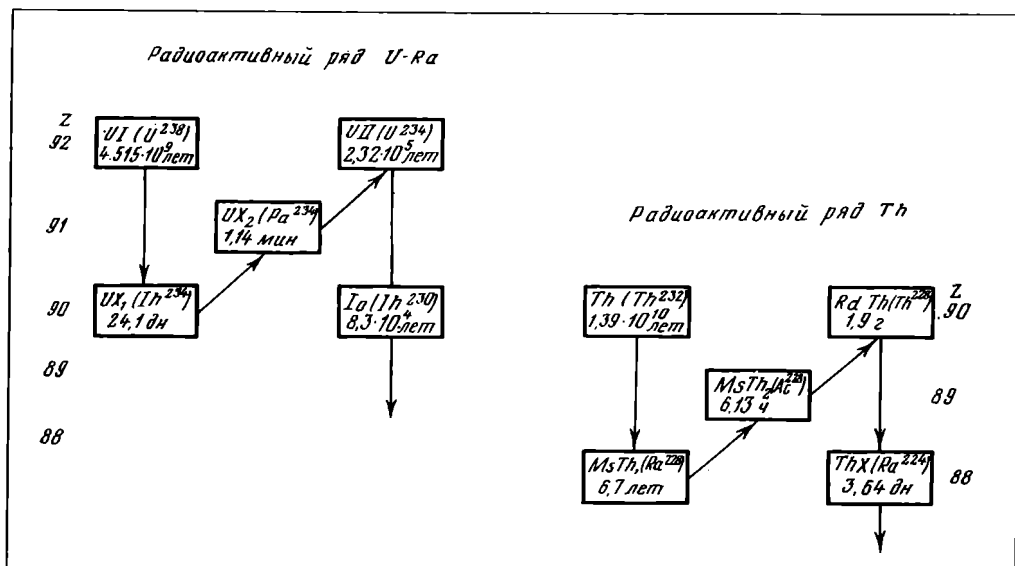 Радиоактивный ряд U-Ra
Z
92
UI (U²³⁸)
4.515·10⁹ лет
UII (U²³⁴)
2,32·10⁵ лет
91
UX₂ (Pa²³⁴)
1,14 мин
90
UX₁ (Ih²³⁴)
24,1 дн
Io (Ih²³⁰)
8,3·10⁴ лет
89
88
Радиоактивный ряд Th
Th (Th²³²)
1,39·10¹⁰ лет
Rd Th (Th²²⁸)
1,9 г
Z
90
MsTh₂ (Ac²²⁸)
6,13 ч
89
MsTh₁ (Ra²²⁸)
6,7 лет
ThX (Ra²²⁴)
3,64 дн
88